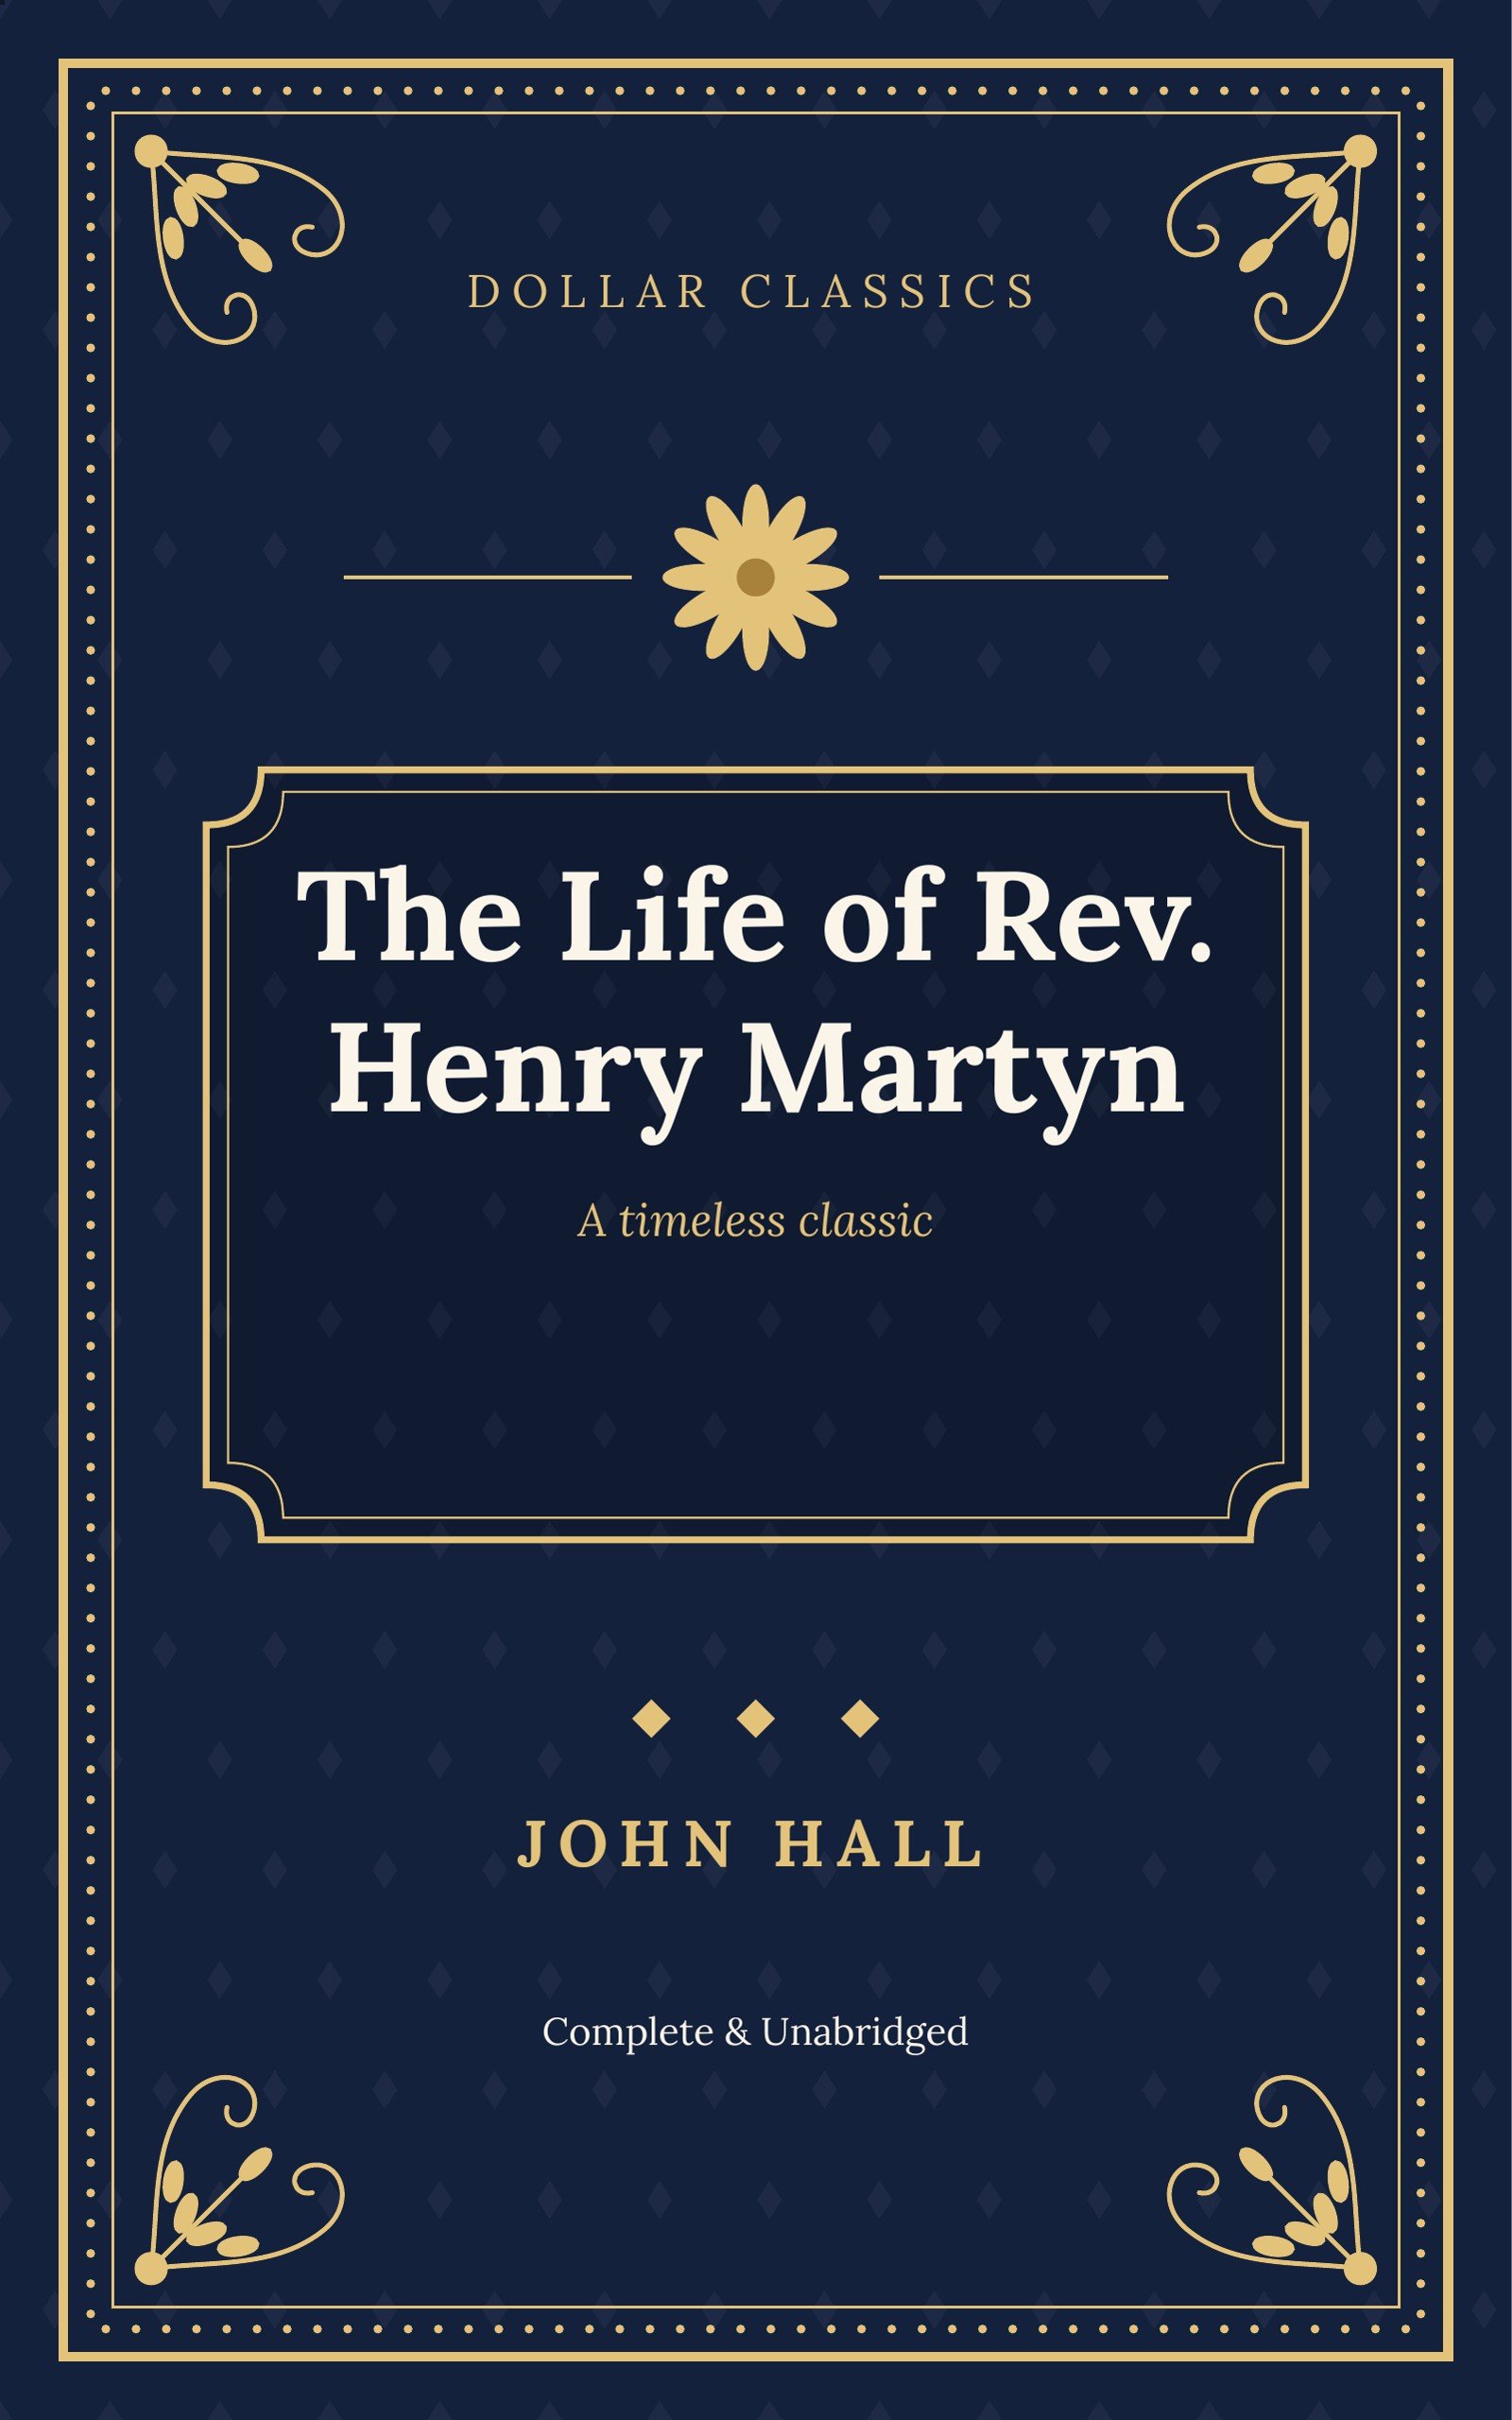 DOLLAR CLASSICS
The Life of Rev.
Henry Martyn
A timeless classic
JOHN HALL
Complete & Unabridged